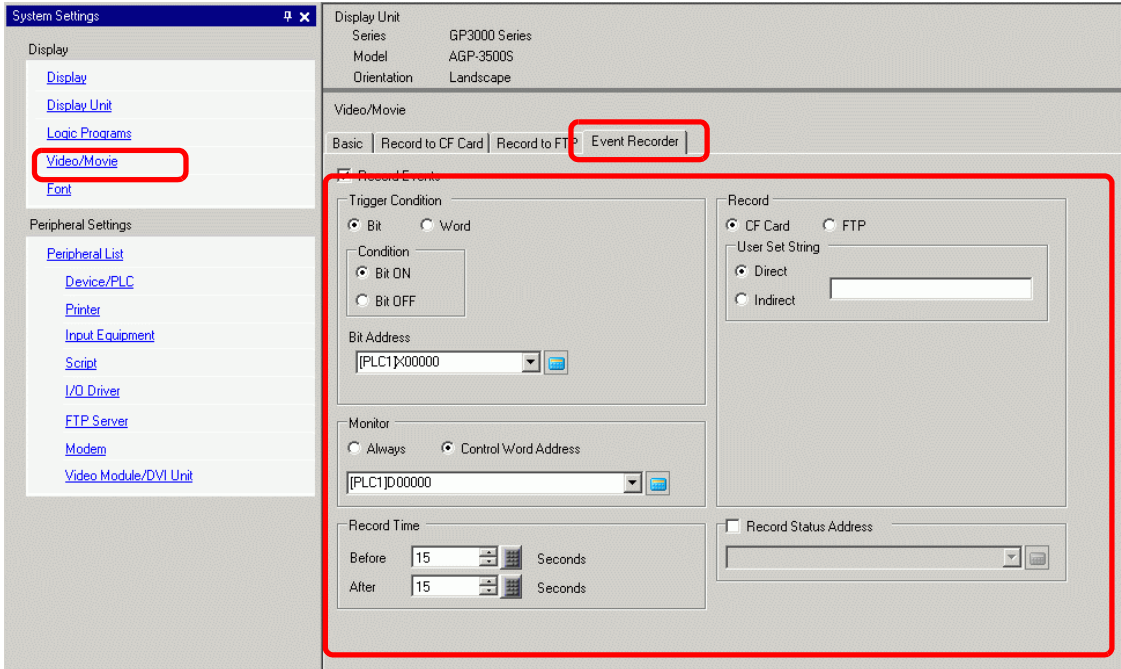 System Settings
Display
Display
Display Unit
Logic Programs
Video/Movie
Font
Peripheral Settings
Peripheral List
Device/PLC
Printer
Input Equipment
Script
I/O Driver
FTP Server
Modem
Video Module/DVI Unit
Display Unit
Series GP3000 Series
Model AGP-3500S
Orientation Landscape
Video/Movie
Basic Record to CF Card Record to FTP Event Recorder
Record Events
Trigger Condition
Bit Word
Condition
Bit ON
Bit OFF
Bit Address
[PLC1]X00000
Monitor
Always Control Word Address
[PLC1]D00000
Record Time
Before 15 Seconds
After 15 Seconds
Record
CF Card FTP
User Set String
Direct
Indirect
Record Status Address